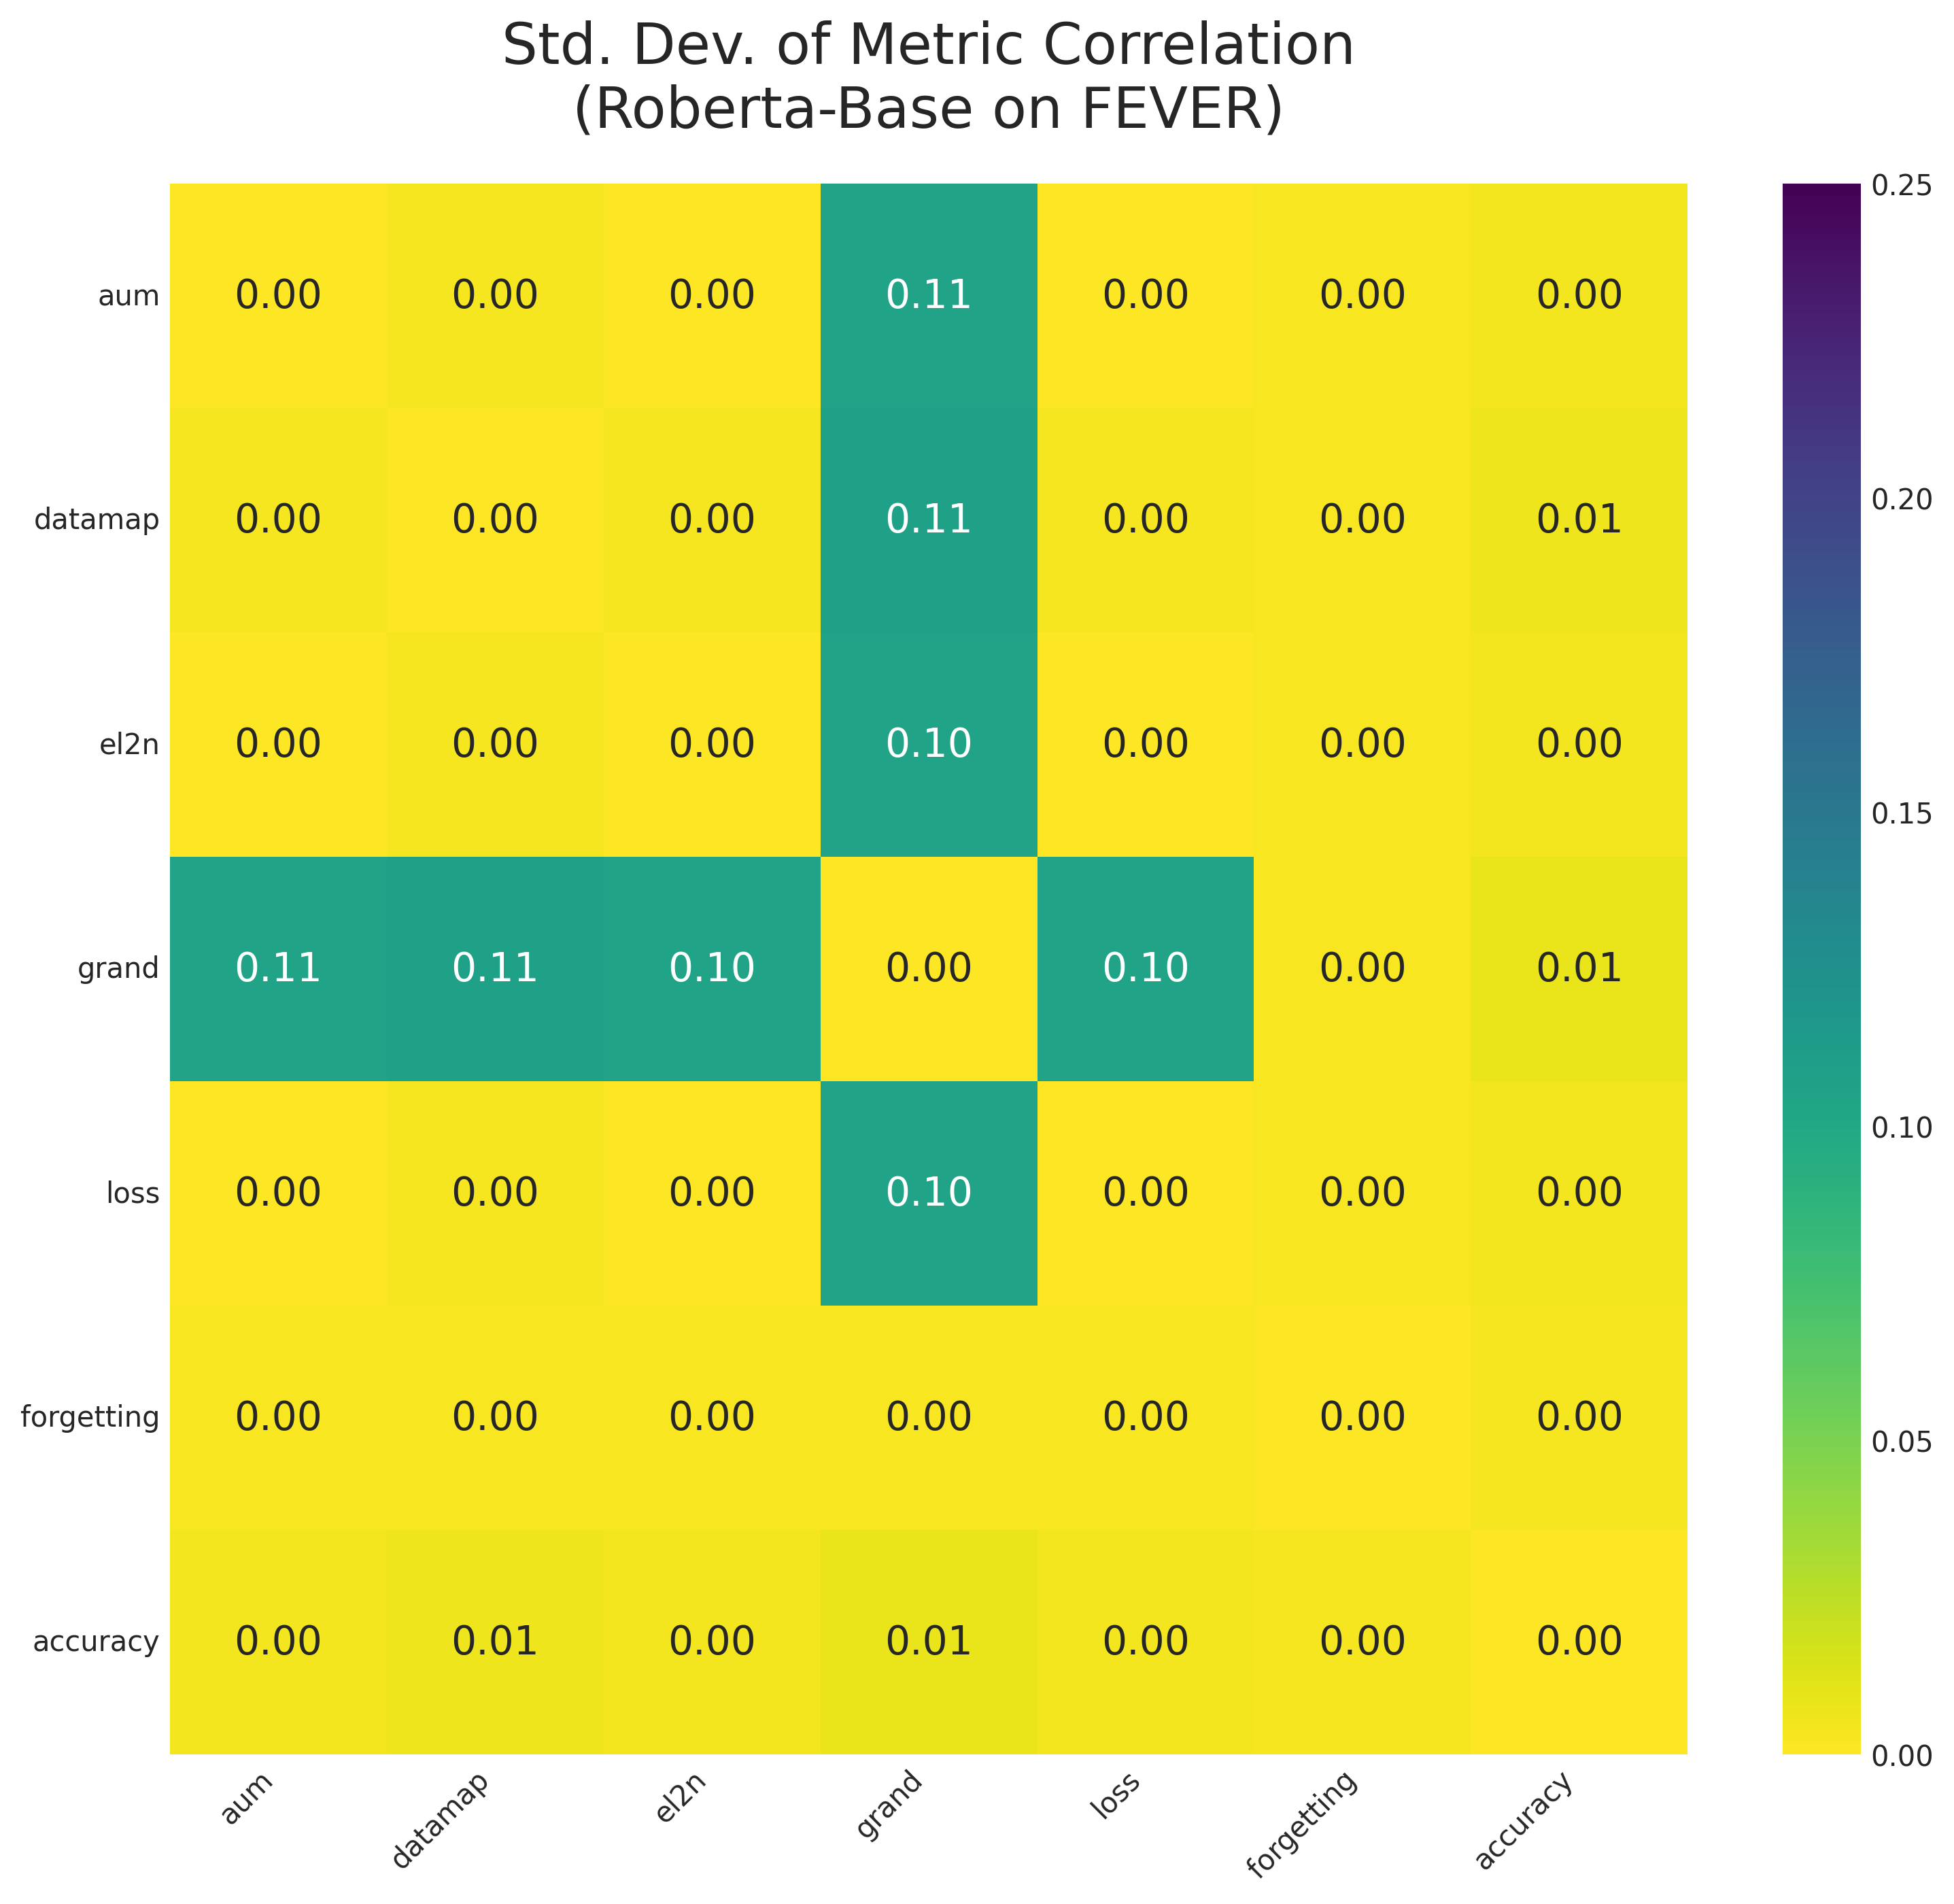 Std. Dev. of Metric Correlation
(Roberta-Base on FEVER)
aum 0.00 0.00 0.00 0.11 0.00 0.00 0.00
datamap 0.00 0.00 0.00 0.11 0.00 0.00 0.01
el2n 0.00 0.00 0.00 0.10 0.00 0.00 0.00
grand 0.11 0.11 0.10 0.00 0.10 0.00 0.01
loss 0.00 0.00 0.00 0.10 0.00 0.00 0.00
forgetting 0.00 0.00 0.00 0.00 0.00 0.00 0.00
accuracy 0.00 0.01 0.00 0.01 0.00 0.00 0.00
aum datamap el2n grand loss forgetting accuracy
0.25
0.20
0.15
0.10
0.05
0.00